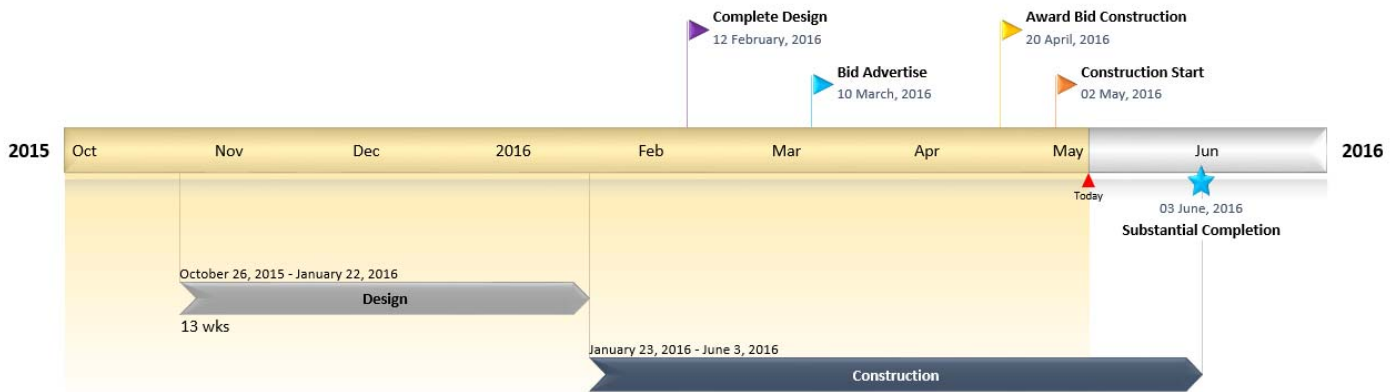 Complete Design
12 February, 2016
Award Bid Construction
20 April, 2016
Bid Advertise
10 March, 2016
Construction Start
02 May, 2016
2015 Oct Nov Dec 2016 Feb Mar Apr May Jun 2016
Today
03 June, 2016
Substantial Completion
October 26, 2015 - January 22, 2016
Design
13 wks
January 23, 2016 - June 3, 2016
Construction